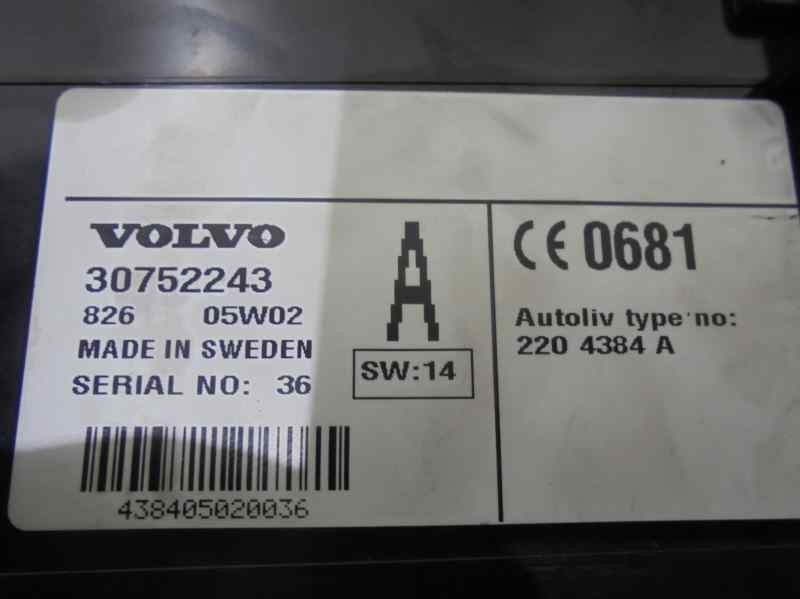 VOLVO
30752243
826 05W02
MADE IN SWEDEN
SERIAL NO: 36
438405020036
A
SW:14
CE 0681
Autoliv type no:
220 4384 A